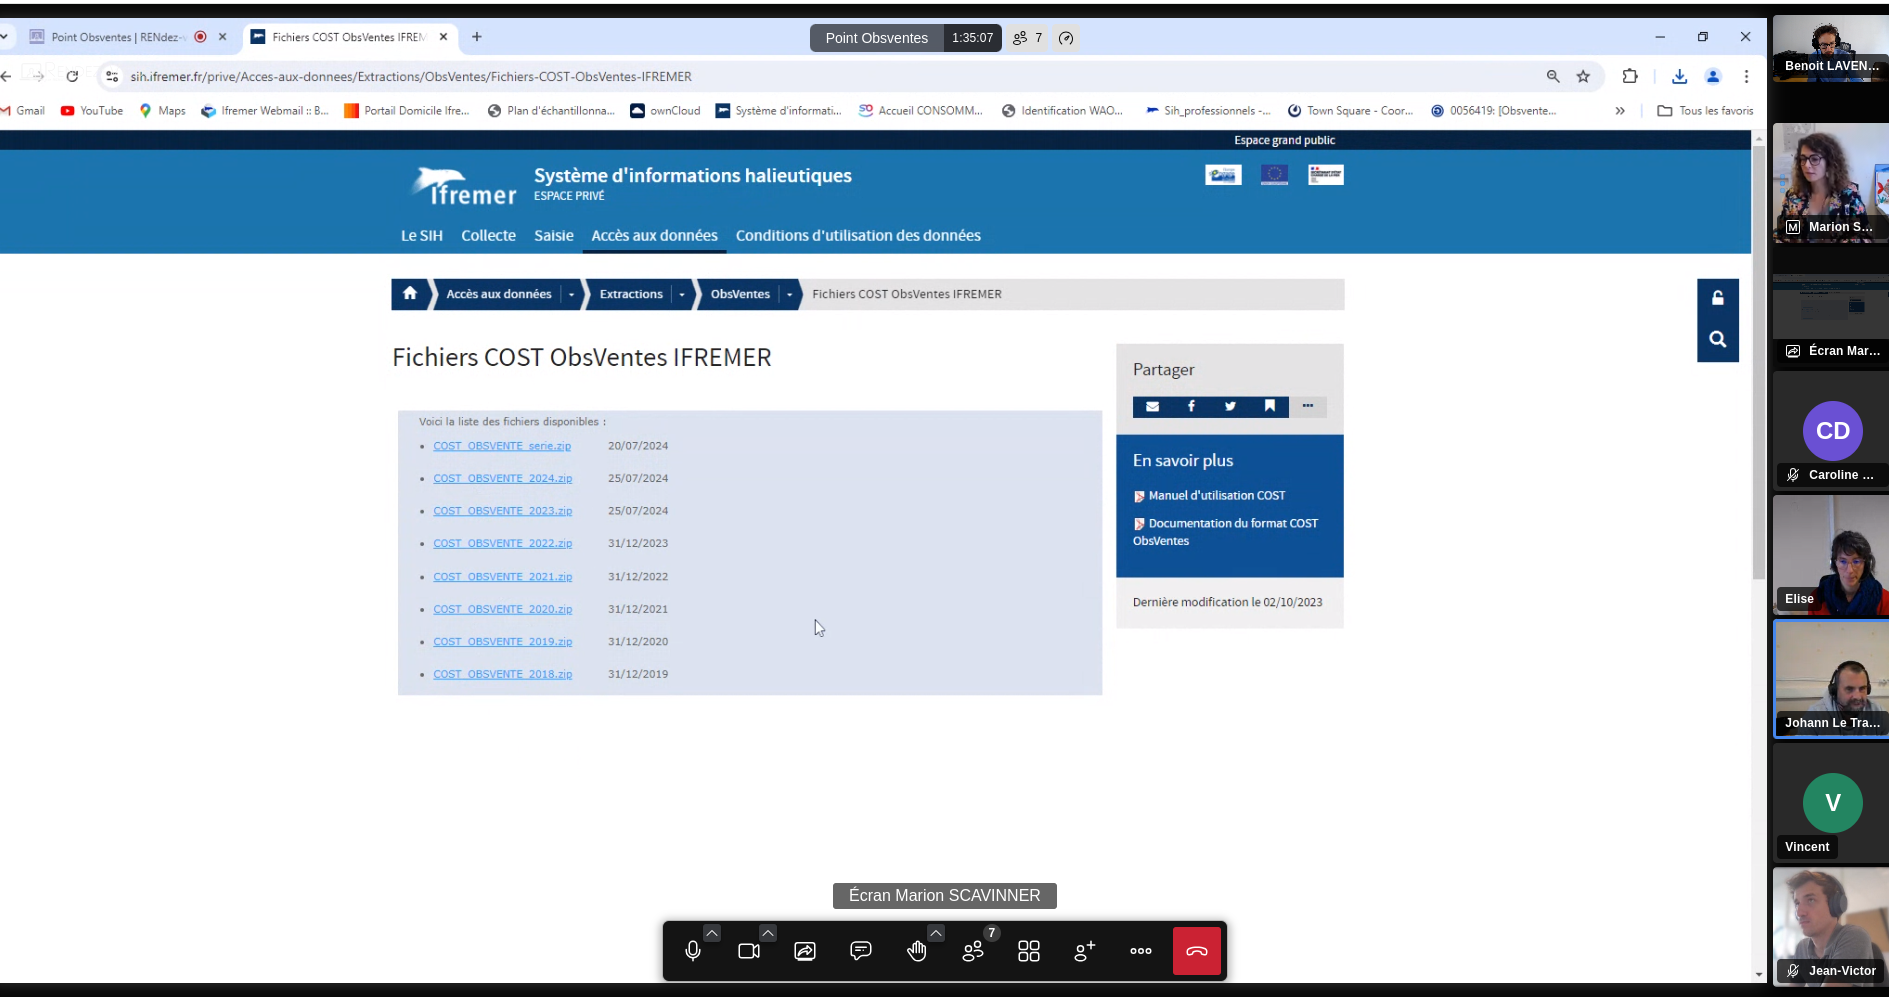 Point Obsventes | RENdez-v
Fichiers COST ObsVentes IFREM
Point Obsventes
1:35:07
7
sih.ifremer.fr/prive/Acces-aux-donnees/Extractions/ObsVentes/Fichiers-COST-ObsVentes-IFREMER
Gmail
YouTube
Maps
Ifremer Webmail :: B...
Portail Domicile Ifre...
Plan d'échantillonna...
ownCloud
Système d'informati...
Accueil CONSOMM...
Identification WAO...
Sih_professionnels -...
Town Square - Coor...
0056419: [Obsvente...
Tous les favoris
Espace grand public
Ifremer
Système d'informations halieutiques
ESPACE PRIVÉ
Le SIH
Collecte
Saisie
Accès aux données
Conditions d'utilisation des données
Accès aux données
Extractions
ObsVentes
Fichiers COST ObsVentes IFREMER
Fichiers COST ObsVentes IFREMER
Voici la liste des fichiers disponibles :
COST_OBSVENTE_serie.zip 20/07/2024
COST_OBSVENTE_2024.zip 25/07/2024
COST_OBSVENTE_2023.zip 25/07/2024
COST_OBSVENTE_2022.zip 31/12/2023
COST_OBSVENTE_2021.zip 31/12/2022
COST_OBSVENTE_2020.zip 31/12/2021
COST_OBSVENTE_2019.zip 31/12/2020
COST_OBSVENTE_2018.zip 31/12/2019
Partager
En savoir plus
Manuel d'utilisation COST
Documentation du format COST
ObsVentes
Dernière modification le 02/10/2023
Écran Marion SCAVINNER
7
Benoit LAVEN...
M
Marion S...
Écran Mar...
CD
Caroline ...
Elise
Johann Le Tra...
V
Vincent
Jean-Victor